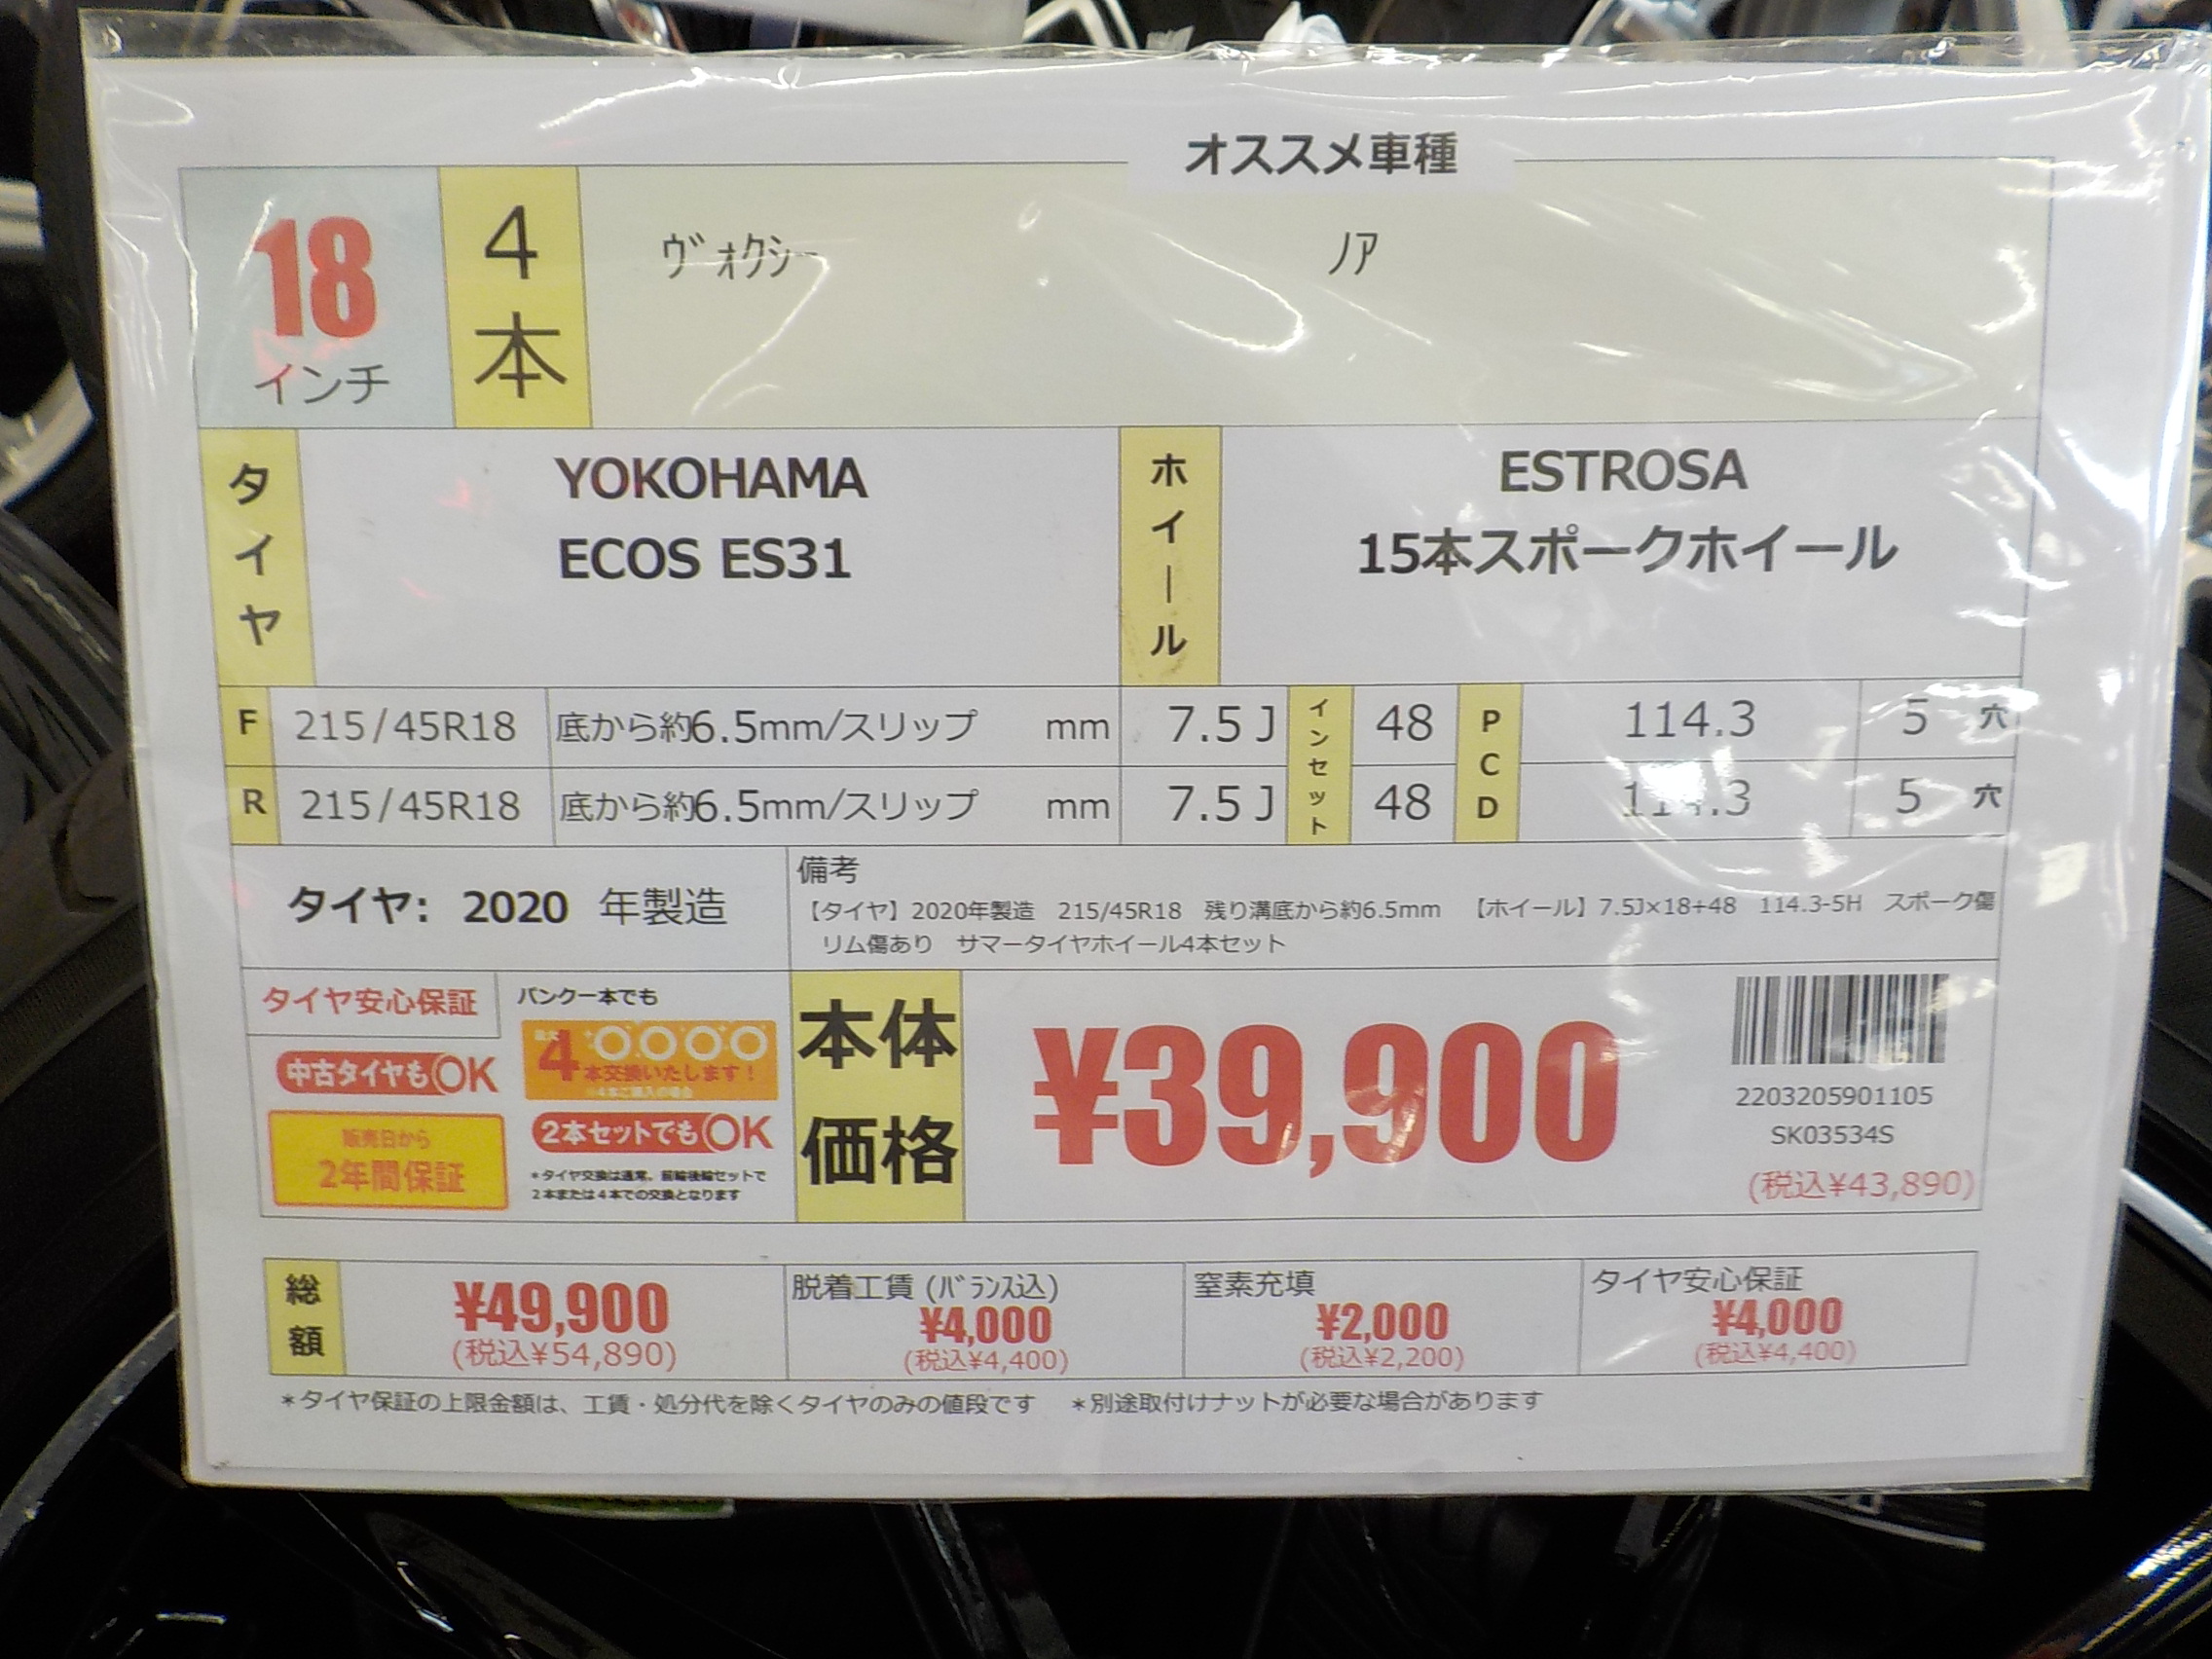 オススメ車種
18
インチ
4
本
ｳﾞｫｸｼｰ ﾉｱ
タイヤ
YOKOHAMA
ECOS ES31
ホイール
ESTROSA
15本スポークホイール
F 215/45R18 底から約6.5mm/スリップ mm 7.5J インセット 48 PCD 114.3 5 穴
R 215/45R18 底から約6.5mm/スリップ mm 7.5J 48 114.3 5 穴
タイヤ: 2020 年製造
備考
【タイヤ】2020年製造 215/45R18 残り溝底から約6.5mm 【ホイール】7.5J×18+48 114.3-5H スポーク傷
リム傷あり サマータイヤホイール4本セット
タイヤ安心保証
パンク一本でも
最大4本交換いたします！
中古タイヤもOK
2本セットでもOK
販売日から
2年間保証
＊タイヤ交換は通常、前輪後輪セットで
2本または4本での交換となります
本体
価格
¥39,900
2203205901105
SK03534S
(税込¥43,890)
総額
¥49,900
(税込¥54,890)
脱着工賃 (ﾊﾞﾗﾝｽ込)
¥4,000
(税込¥4,400)
窒素充填
¥2,000
(税込¥2,200)
タイヤ安心保証
¥4,000
(税込¥4,400)
＊タイヤ保証の上限金額は、工賃・処分代を除くタイヤのみの値段です ＊別途取付けナットが必要な場合があります